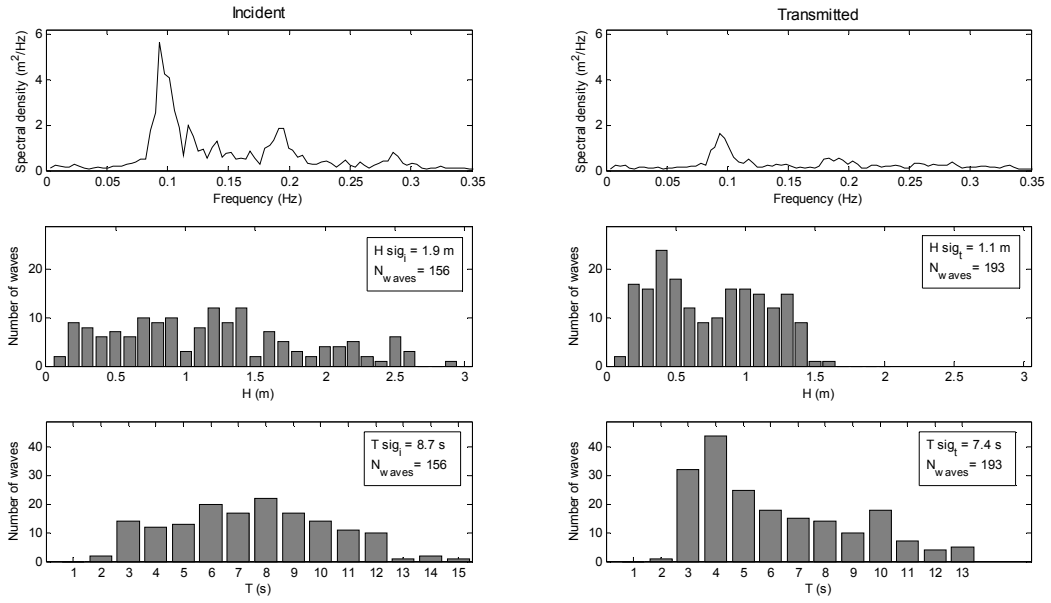 Incident
Spectral density (m²/Hz)
6
4
2
0
0 0.05 0.1 0.15 0.2 0.25 0.3 0.35
Frequency (Hz)
Transmitted
Spectral density (m²/Hz)
6
4
2
0
0 0.05 0.1 0.15 0.2 0.25 0.3 0.35
Frequency (Hz)
Number of waves
20
10
0
H sigᵢ = 1.9 m
N waves = 156
0 0.5 1 1.5 2 2.5 3
H (m)
Number of waves
20
10
0
H sigₜ = 1.1 m
N waves = 193
0 0.5 1 1.5 2 2.5 3
H (m)
Number of waves
40
30
20
10
0
T sigᵢ = 8.7 s
N waves = 156
1 2 3 4 5 6 7 8 9 10 11 12 13 14 15
T (s)
Number of waves
40
30
20
10
0
T sigₜ = 7.4 s
N waves = 193
1 2 3 4 5 6 7 8 9 10 11 12 13
T (s)